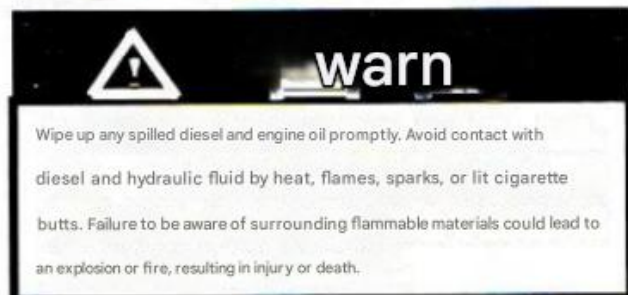 warn
Wipe up any spilled diesel and engine oil promptly. Avoid contact with
diesel and hydraulic fluid by heat, flames, sparks, or lit cigarette
butts. Failure to be aware of surrounding flammable materials could lead to
an explosion or fire, resulting in injury or death.